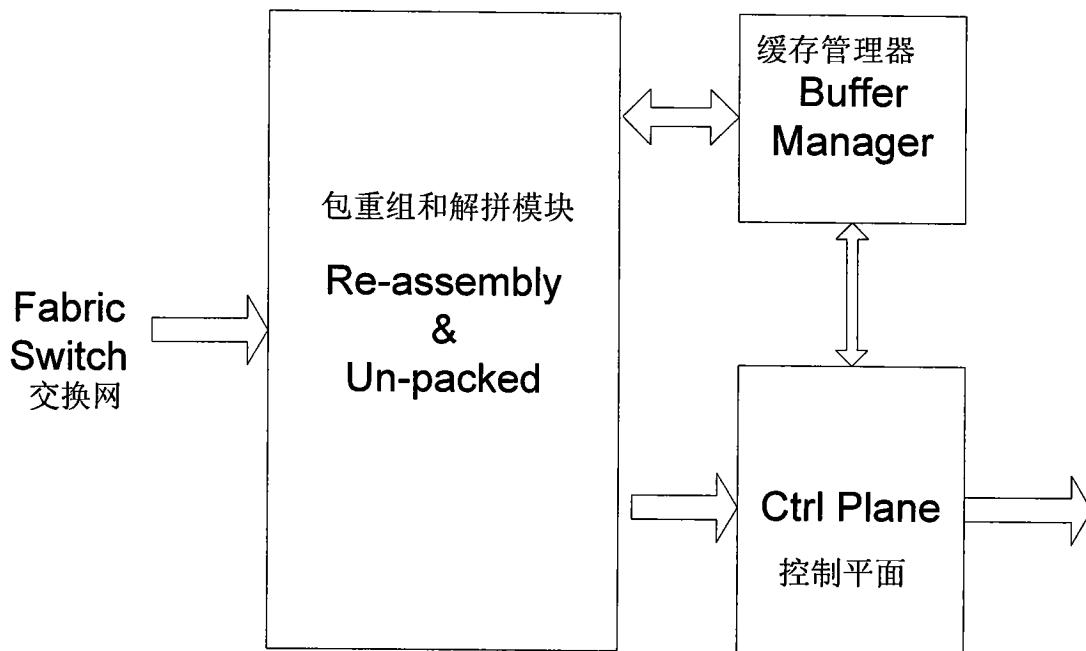 Fabric
Switch
交换网
包重组和解拼模块
Re-assembly
&
Un-packed
缓存管理器
Buffer
Manager
Ctrl Plane
控制平面